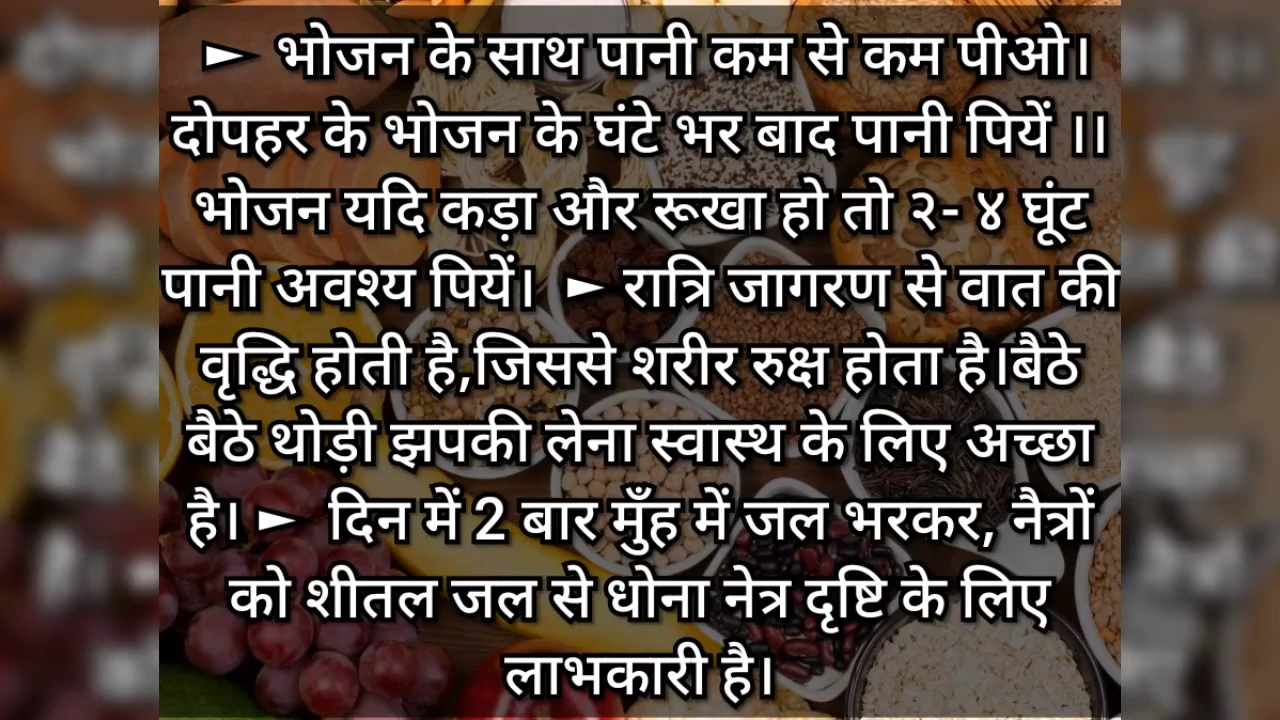 ► भोजन के साथ पानी कम से कम पीओ।
दोपहर के भोजन के घंटे भर बाद पानी पियें ।।
भोजन यदि कड़ा और रूखा हो तो २- ४ घूंट
पानी अवश्य पियें। ► रात्रि जागरण से वात की
वृद्धि होती है,जिससे शरीर रुक्ष होता है।बैठे
बैठे थोड़ी झपकी लेना स्वास्थ के लिए अच्छा
है। ► दिन में 2 बार मुँह में जल भरकर, नैत्रों
को शीतल जल से धोना नेत्र दृष्टि के लिए
लाभकारी है।